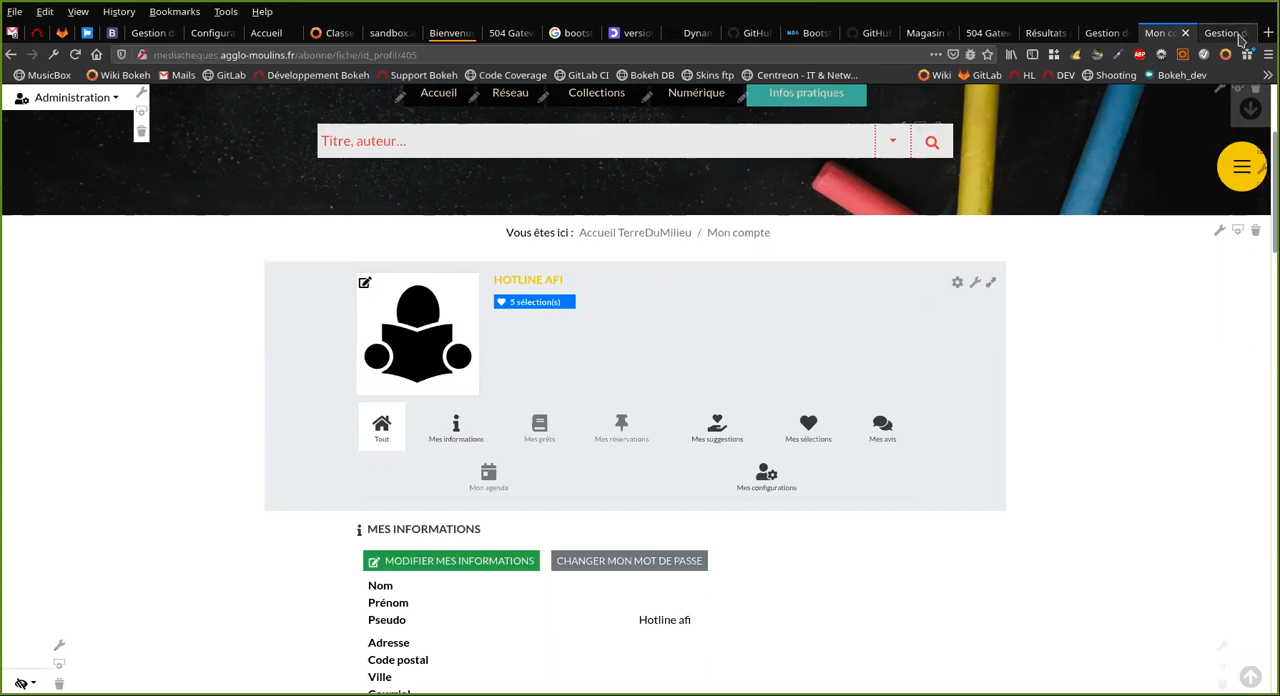 File Edit View History Bookmarks Tools Help
Gestion de Configura Accueil Classe sandbox.a Bienvenu 504 Gatew bootst versio Dynam GitHub Bootst GitHub Magasin d 504 Gatew Résultats Gestion de Mon co Gestion d
mediatheques.agglo-moulins.fr/abonne/fiche/id_profil/405
MusicBox Wiki Bokeh Mails GitLab Développement Bokeh Support Bokeh Code Coverage GitLab CI Bokeh DB Skins ftp Centreon - IT & Netw... Wiki GitLab HL DEV Shooting Bokeh_dev
Administration
Accueil Réseau Collections Numérique Infos pratiques
Titre, auteur...
Vous êtes ici : Accueil TerreDuMilieu / Mon compte
HOTLINE AFI
5 sélection(s)
Tout Mes informations Mes prêts Mes réservations Mes suggestions Mes sélections Mes avis
Mon agenda Mes configurations
MES INFORMATIONS
MODIFIER MES INFORMATIONS CHANGER MON MOT DE PASSE
Nom
Prénom
Pseudo Hotline afi
Adresse
Code postal
Ville